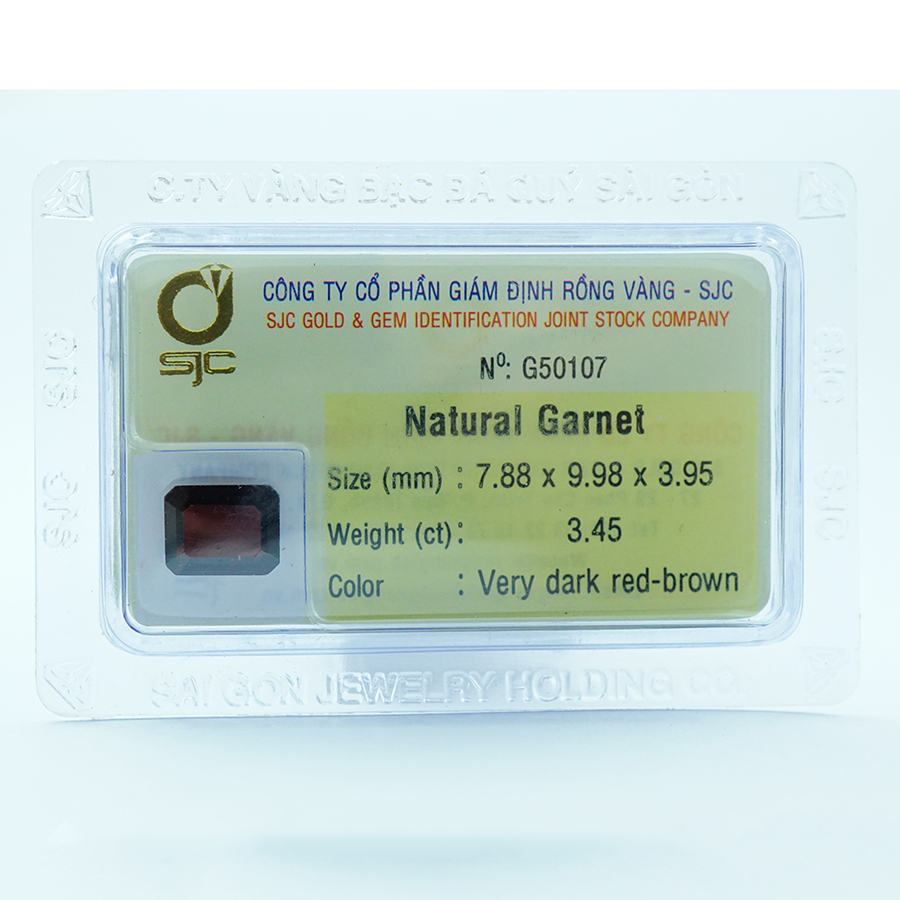 C.TY VÀNG BẠC ĐÁ QUÝ SÀI GÒN
SJC
CÔNG TY CỔ PHẦN GIÁM ĐỊNH RỒNG VÀNG - SJC
SJC GOLD & GEM IDENTIFICATION JOINT STOCK COMPANY
Nº: G50107
Natural Garnet
Size (mm) : 7.88 x 9.98 x 3.95
Weight (ct): 3.45
Color : Very dark red-brown
SJC
SJC
SJC
SJC
SAI GON JEWELRY HOLDING CO